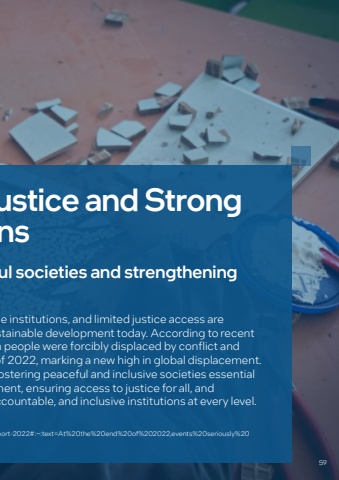 ustice and Strong
ns
ul societies and strengthening
e institutions, and limited justice access are
stainable development today. According to recent
people were forcibly displaced by conflict and
of 2022, marking a new high in global displacement.
ostering peaceful and inclusive societies essential
ment, ensuring access to justice for all, and
ccountable, and inclusive institutions at every level.
ort-2022#:~:text=At%20the%20end%20of%202022,events%20seriously%20
59